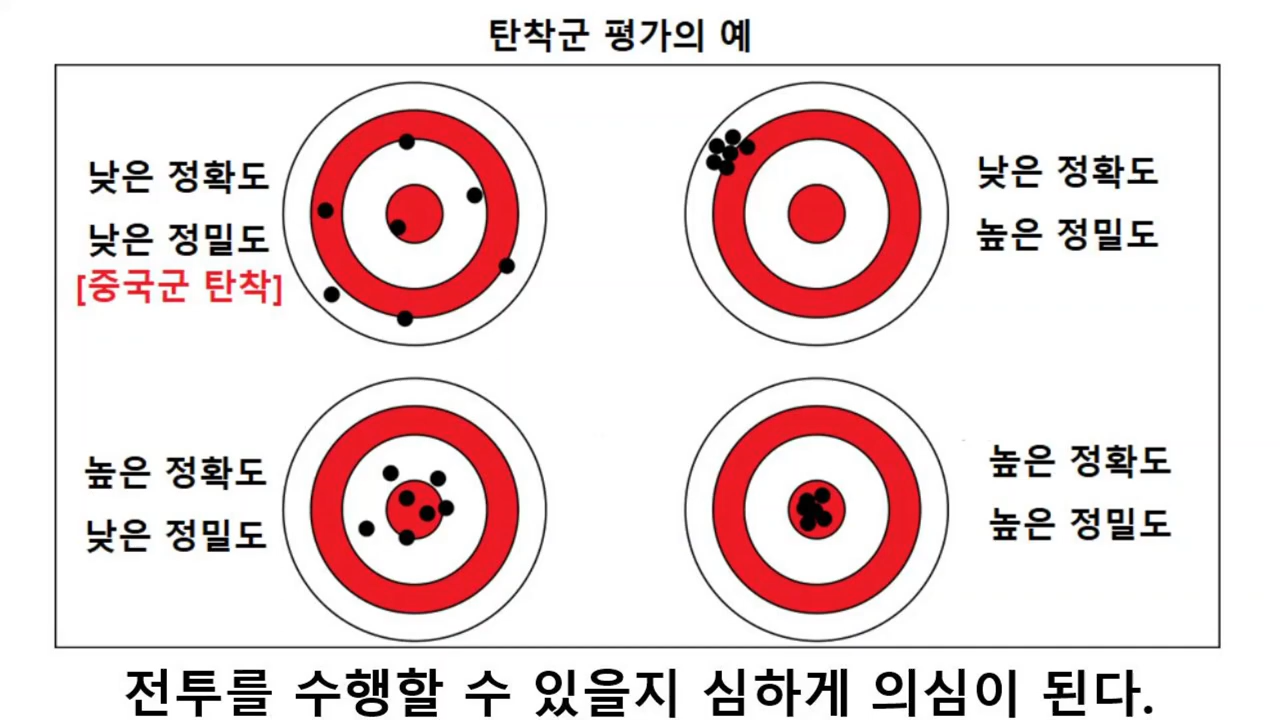 탄착군 평가의 예
낮은 정확도
낮은 정밀도
[중국군 탄착]
낮은 정확도
높은 정밀도
높은 정확도
낮은 정밀도
높은 정확도
높은 정밀도
전투를 수행할 수 있을지 심하게 의심이 된다.